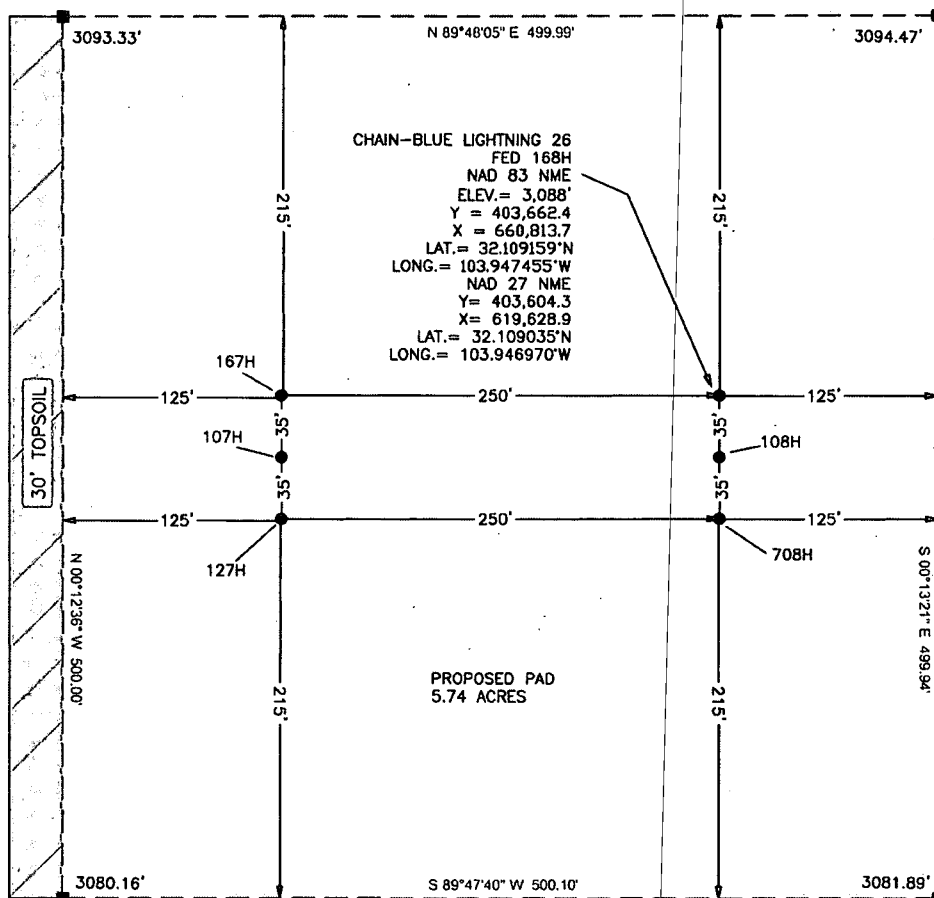 3093.33'
N 89°48'05" E 499.99'
3094.47'
CHAIN-BLUE LIGHTNING 26
FED 168H
NAD 83 NME
ELEV.= 3,088'
Y = 403,662.4
X = 660,813.7
LAT.= 32.109159°N
LONG.= 103.947455°W
NAD 27 NME
Y= 403,604.3
X= 619,628.9
LAT.= 32.109035°N
LONG.= 103.946970°W
215'
215'
167H
125'
250'
125'
30' TOPSOIL
107H
35'
35'
108H
35'
35'
125'
250'
125'
127H
708H
N 00°12'36" W 500.00'
S 00°13'21" E 499.94'
PROPOSED PAD
5.74 ACRES
215'
215'
3080.16'
S 89°47'40" W 500.10'
3081.89'